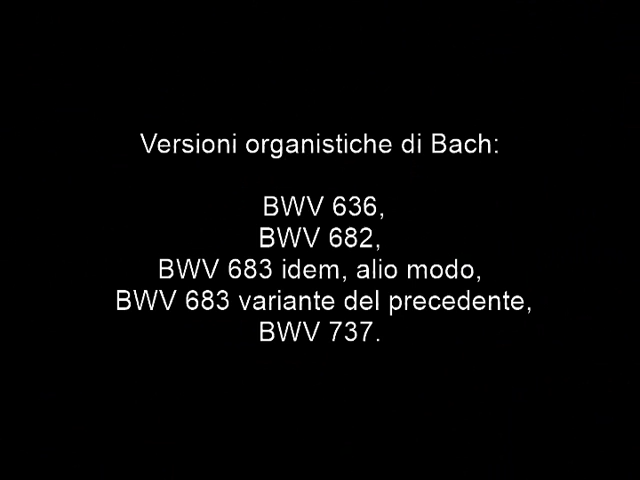 Versioni organistiche di Bach:
BWV 636,
BWV 682,
BWV 683 idem, alio modo,
BWV 683 variante del precedente,
BWV 737.